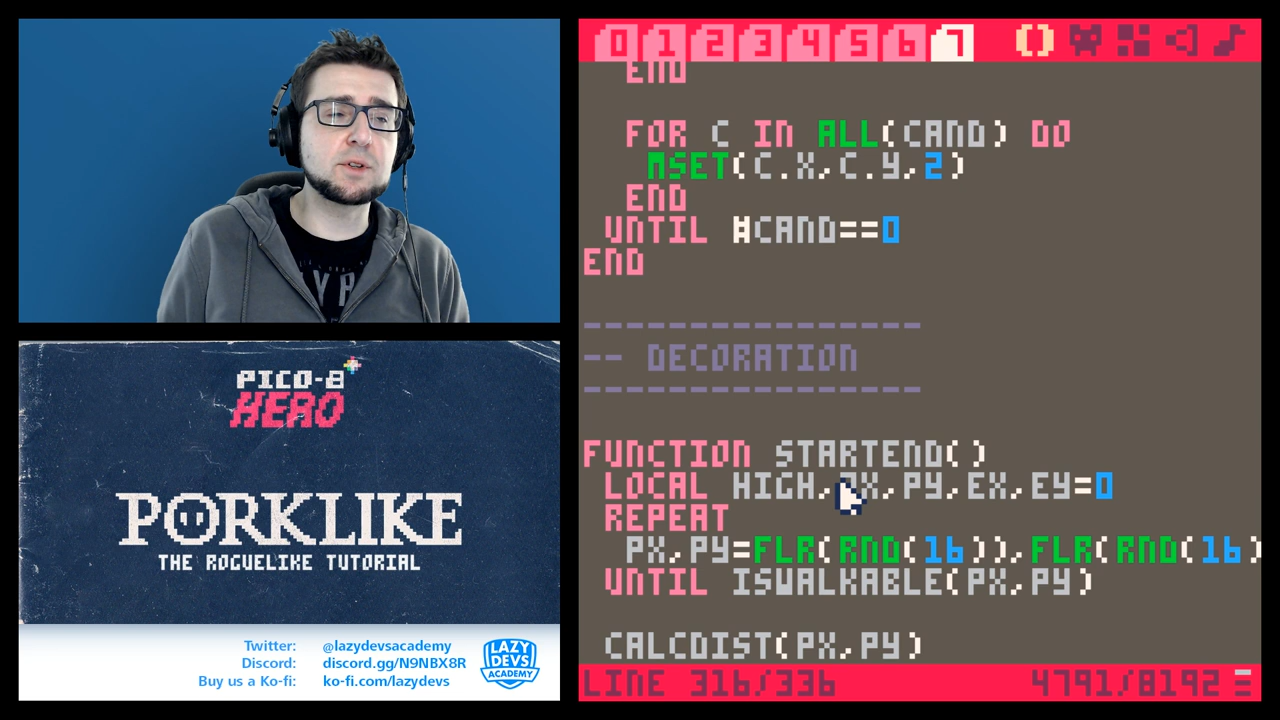 PICO-8
HERO
PORKLIKE
THE ROGUELIKE TUTORIAL
Twitter: @lazydevsacademy
Discord: discord.gg/N9NBX8R
Buy us a Ko-fi: ko-fi.com/lazydevs
LAZY
DEVS
ACADEMY
0 1 2 3 4 5 6 7
END
FOR C IN ALL(CAND) DO
MSET(C.X,C.Y,2)
END
UNTIL #CAND==0
END
----------------
-- DECORATION
----------------
FUNCTION STARTEND()
LOCAL HIGH,PX,PY,EX,EY=0
REPEAT
PX,PY=FLR(RND(16)),FLR(RND(16)
UNTIL ISWALKABLE(PX,PY)
CALCDIST(PX,PY)
LINE 316/336 4791/8192